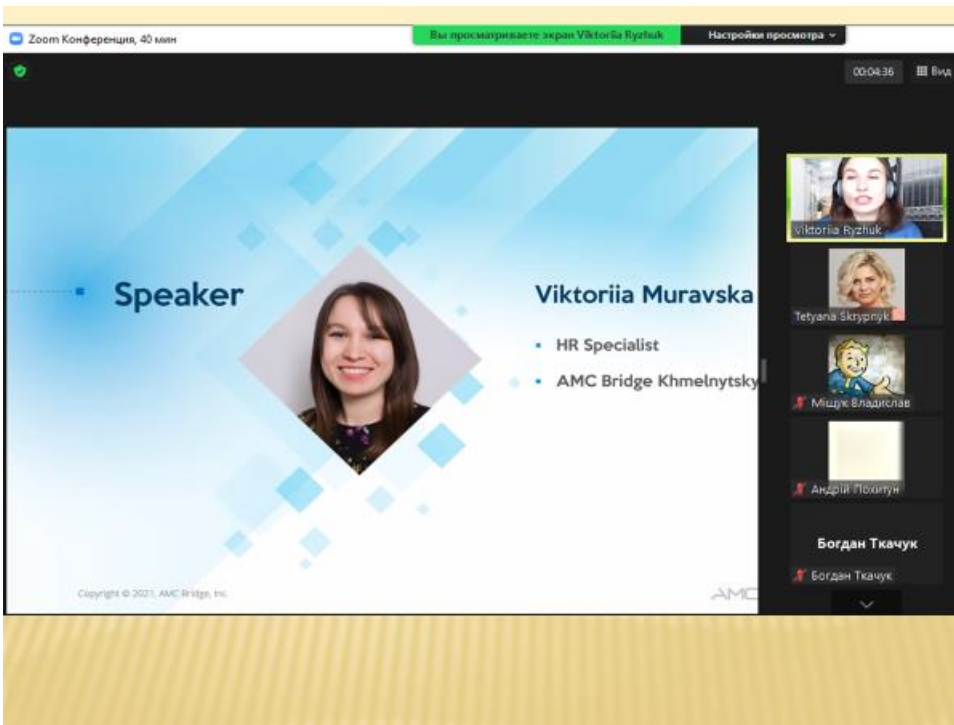 Zoom Конференция, 40 мин
Вы просматриваете экран Viktoriia Ryzhuk
Настройки просмотра
00:04:36
Вид
Speaker
Viktoriia Muravska
HR Specialist
AMC Bridge Khmelnytsky
Copyright © 2021, AMC Bridge, Inc.
AMC
Viktoriia Ryzhuk
Tetyana Skrypnyk
Міщук Владислав
Андрій Похитун
Богдан Ткачук
Богдан Ткачук